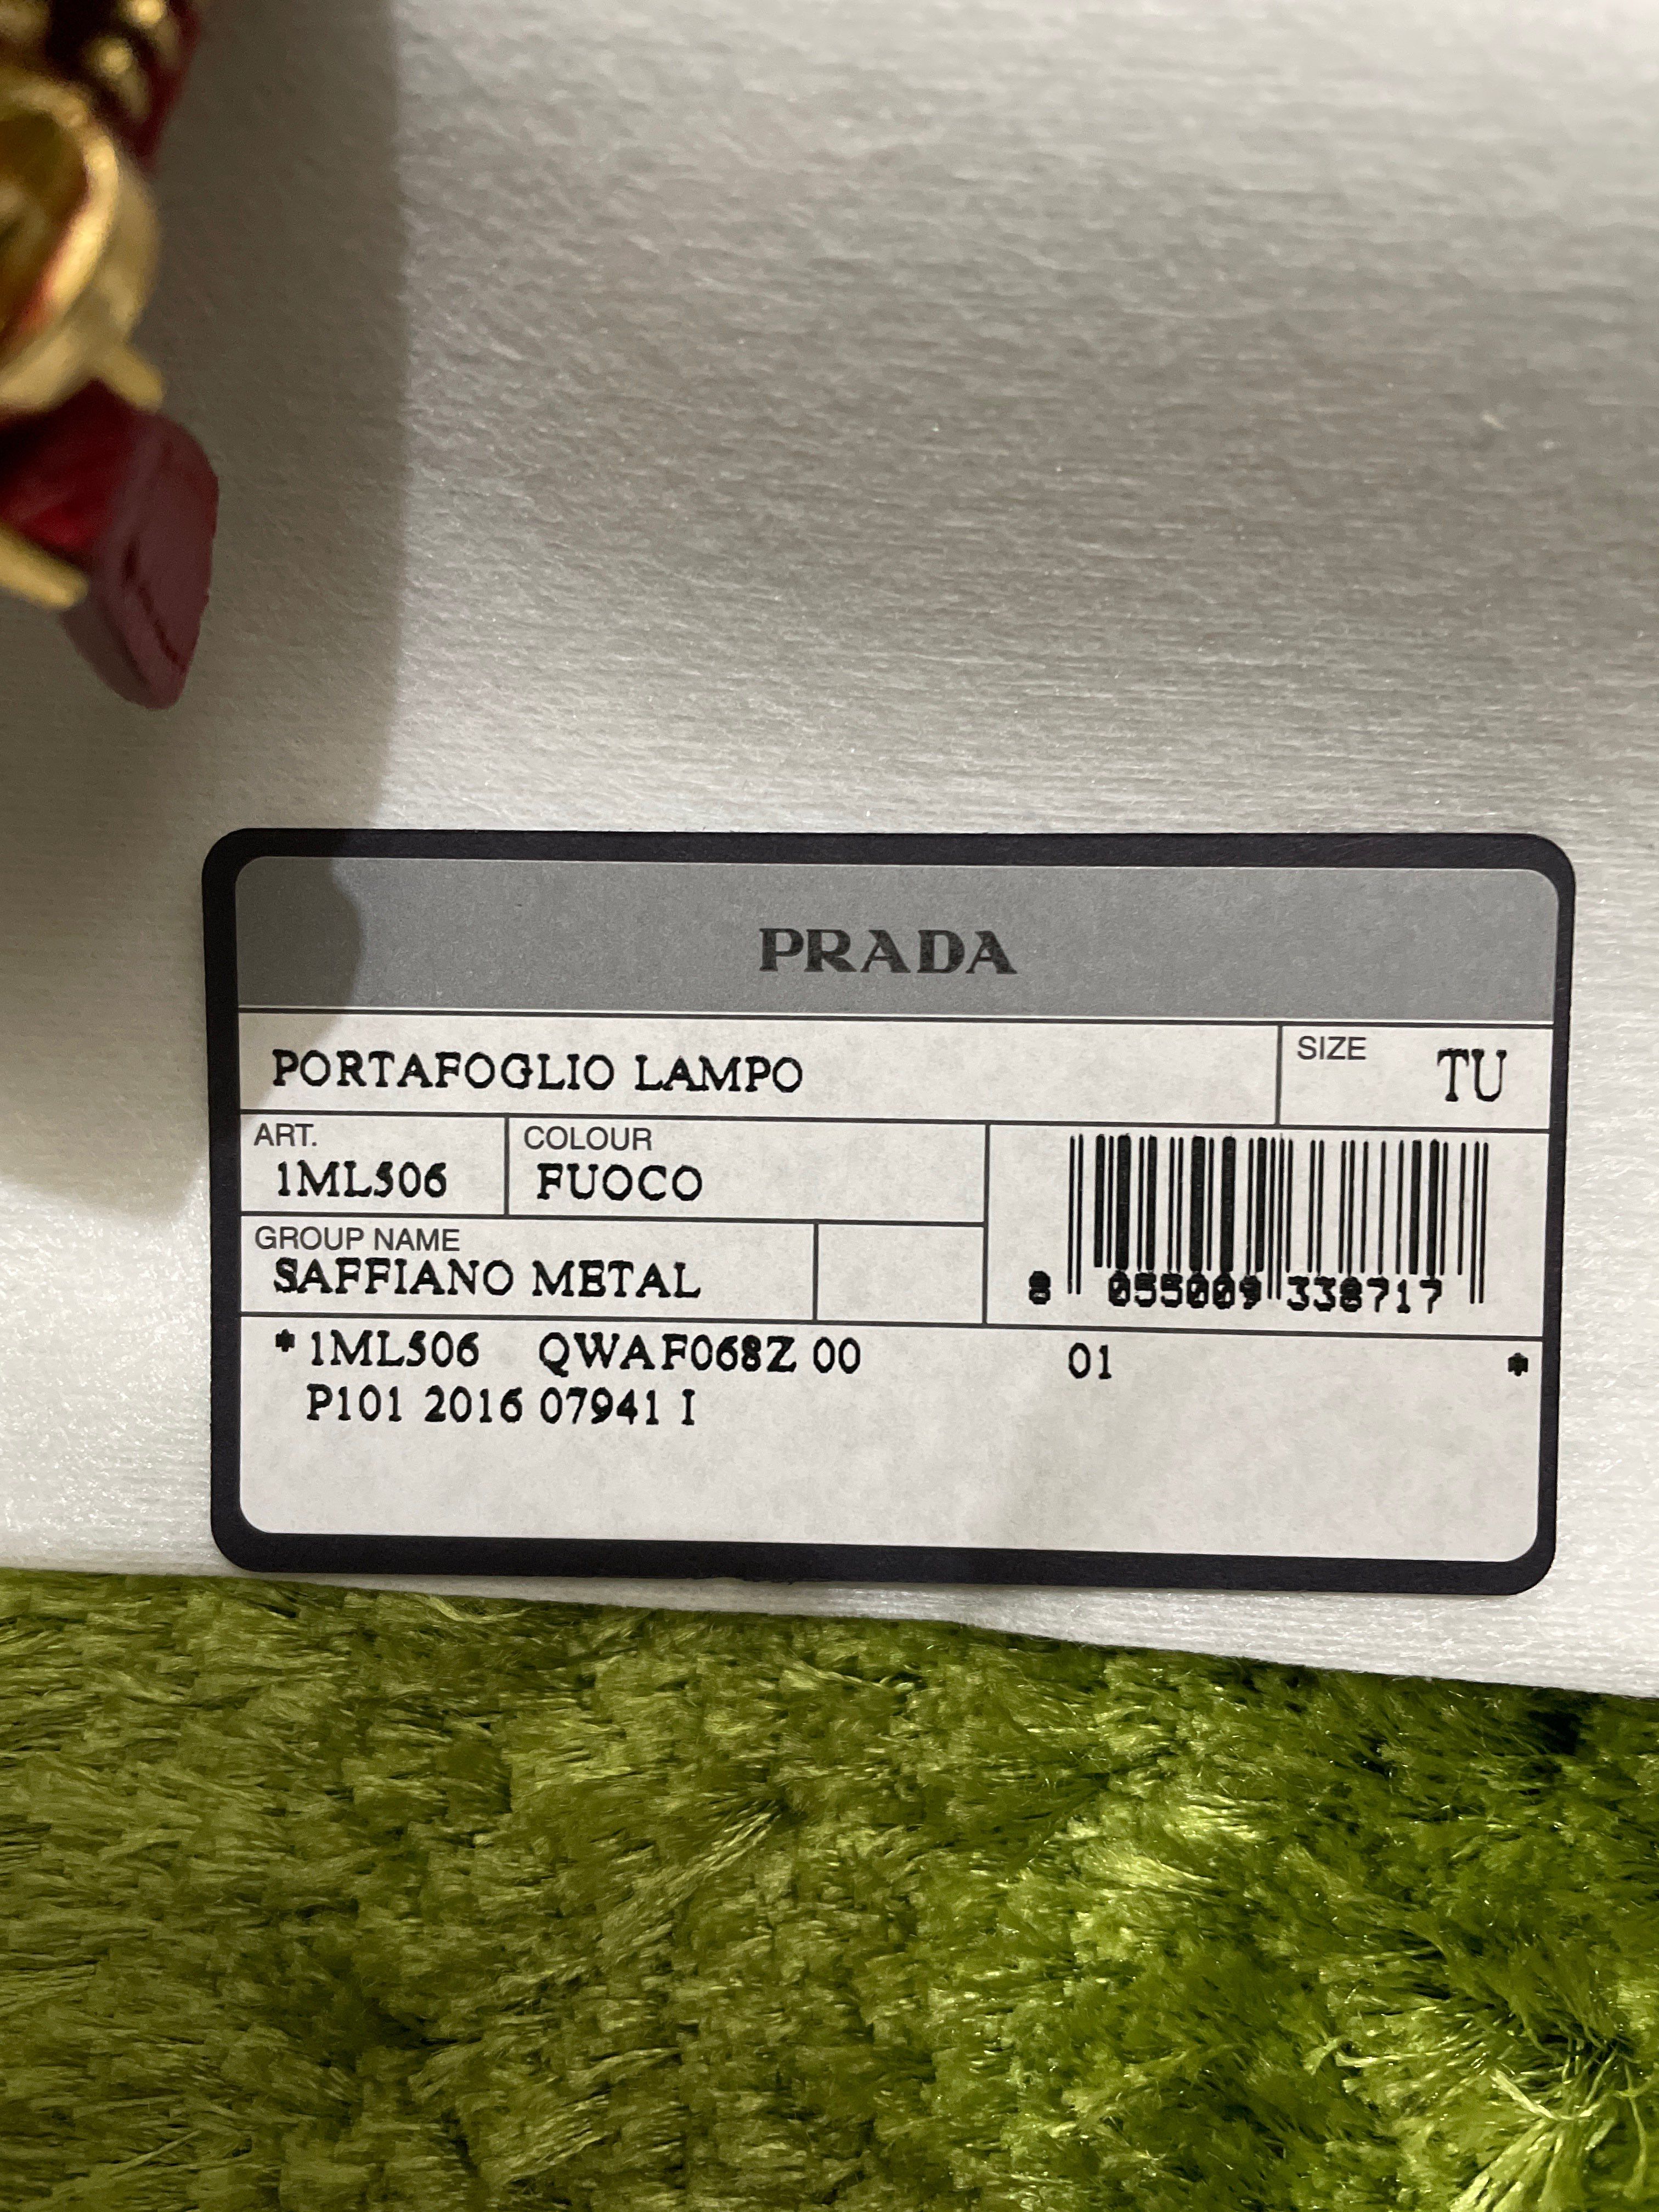 PRADA
PORTAFOGLIO LAMPO
SIZE TU
ART. COLOUR
1ML506 FUOCO
GROUP NAME
SAFFIANO METAL
8 055009 338717
* 1ML506 QWAF068Z 00 01 *
P101 2016 07941 I